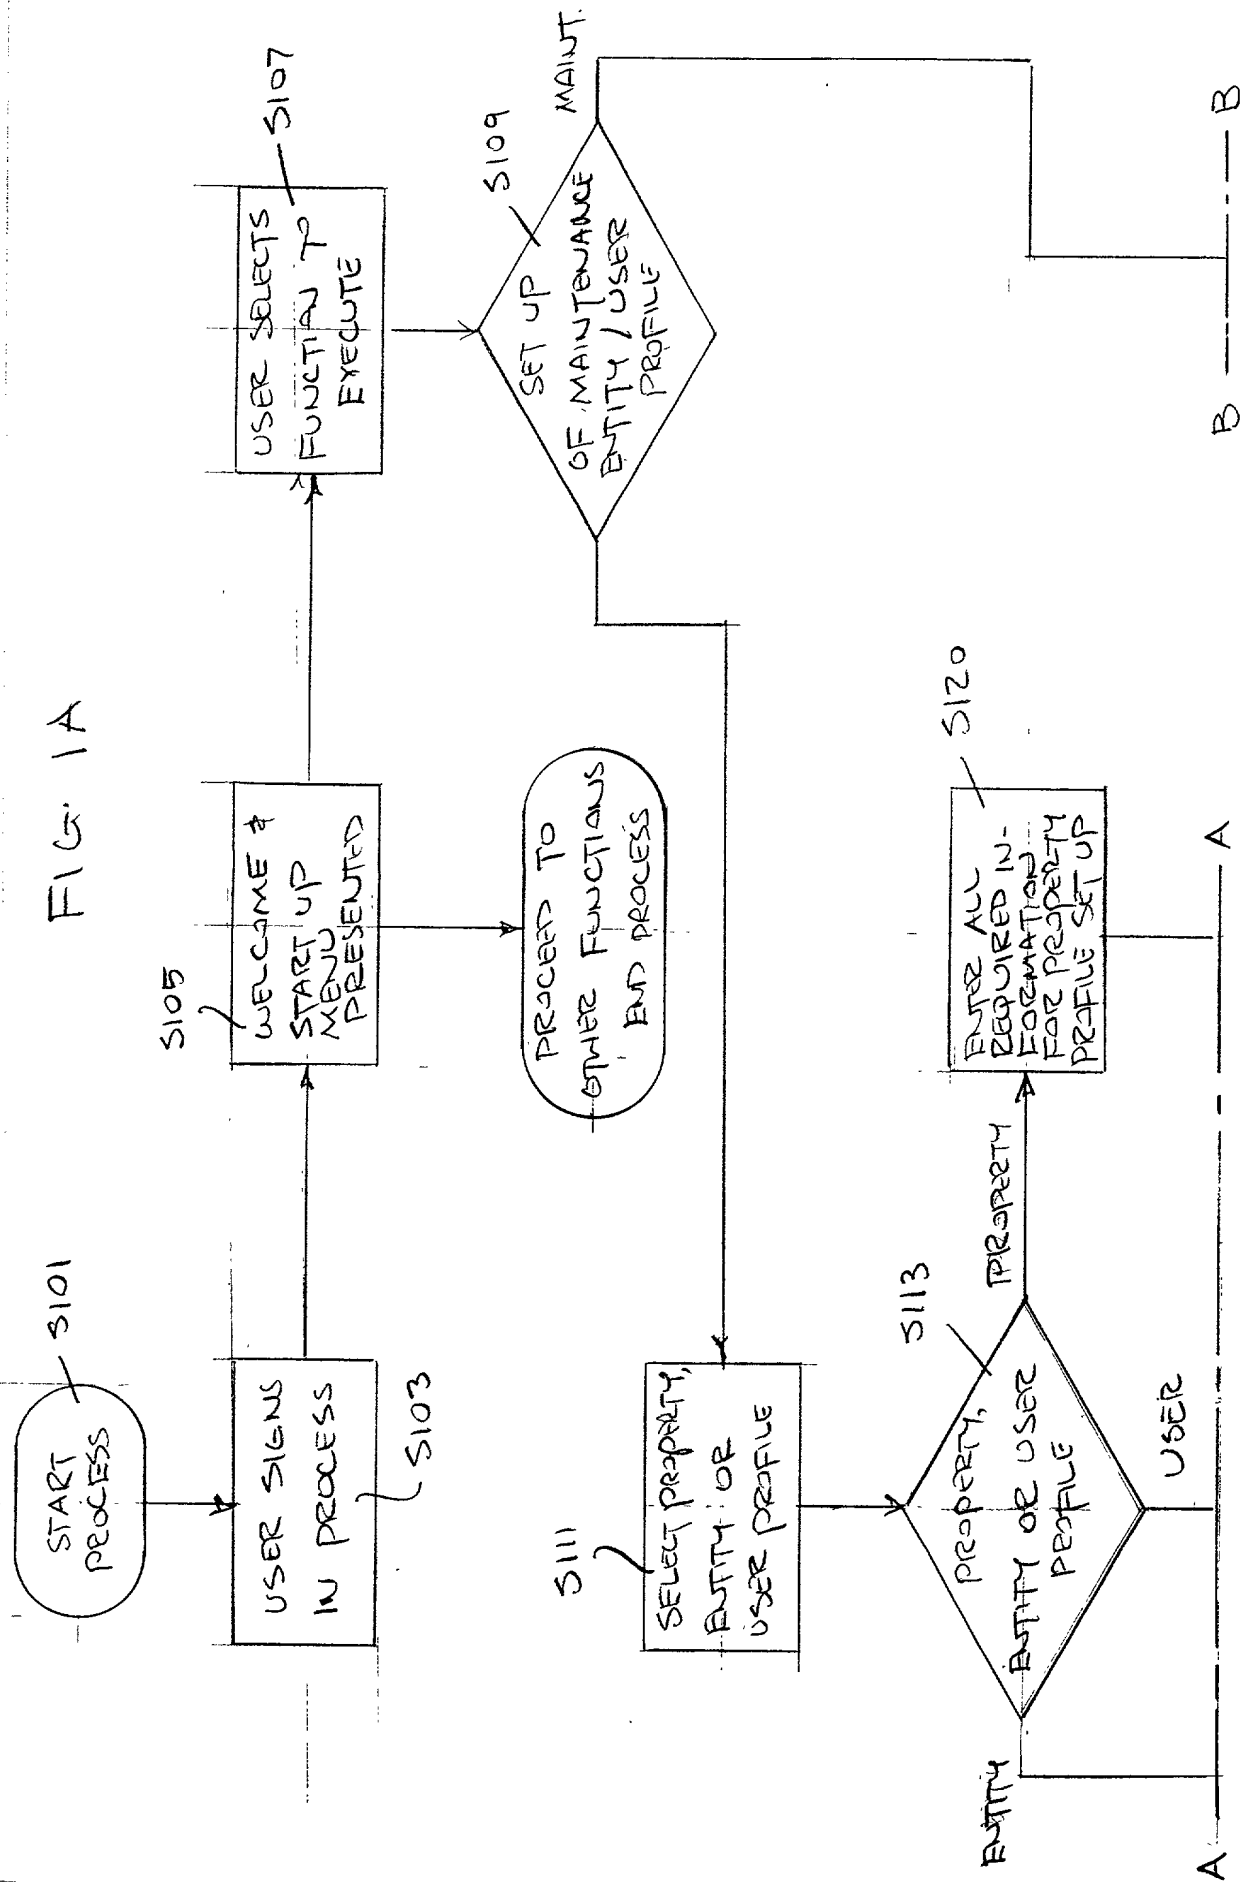 FIG. 1A
START
PROCESS
S101
USER SIGNS
IN PROCESS
S103
S105
WELCOME &
START UP
MENU
PRESENTED
USER SELECTS
FUNCTION TO
EXECUTE
S107
PROCEED TO
OTHER FUNCTIONS
END PROCESS
SET UP
OF MAINTENANCE
ENTITY / USER
PROFILE
S109
MAINT.
S111
SELECT PROPERTY,
ENTITY OR
USER PROFILE
PROPERTY,
ENTITY OR USER
PROFILE
S113
PROPERTY
ENTER ALL
REQUIRED IN-
FORMATION
FOR PROPERTY
PROFILE SET UP
S120
ENTITY
USER
A
A
B
B